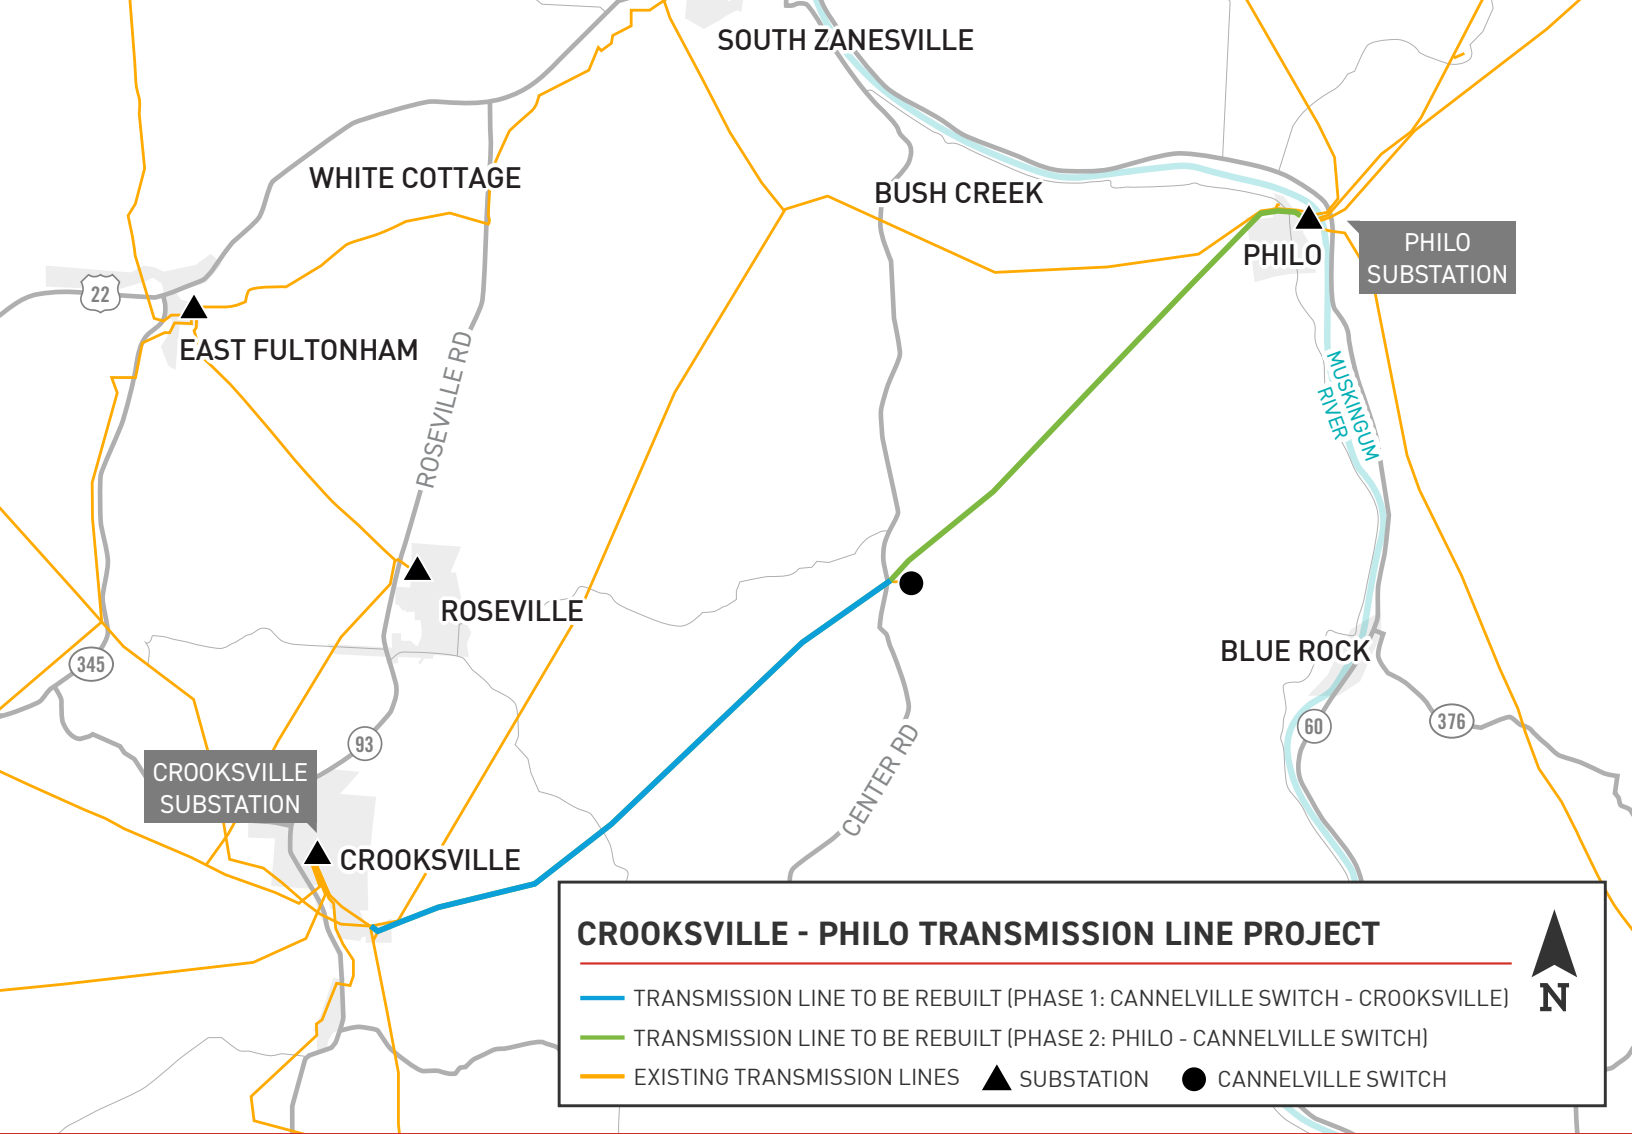 SOUTH ZANESVILLE
WHITE COTTAGE
BUSH CREEK
PHILO
PHILO
SUBSTATION
22
EAST FULTONHAM
ROSEVILLE RD
MUSKINGUM
RIVER
ROSEVILLE
BLUE ROCK
345
93
60
376
CENTER RD
CROOKSVILLE
SUBSTATION
CROOKSVILLE
CROOKSVILLE - PHILO TRANSMISSION LINE PROJECT
TRANSMISSION LINE TO BE REBUILT (PHASE 1: CANNELVILLE SWITCH - CROOKSVILLE)
TRANSMISSION LINE TO BE REBUILT (PHASE 2: PHILO - CANNELVILLE SWITCH)
EXISTING TRANSMISSION LINES
SUBSTATION
CANNELVILLE SWITCH
N